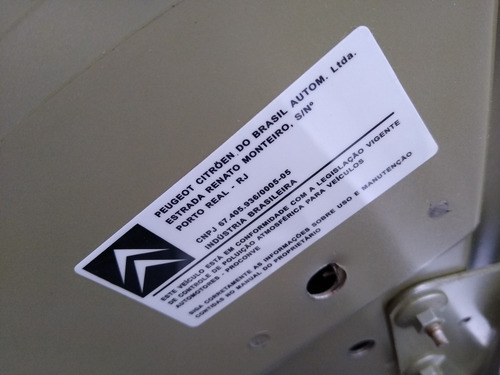 PEUGEOT CITRÖEN DO BRASIL AUTOM. Ltda.
ESTRADA RENATO MONTEIRO, S/Nº
PORTO REAL - RJ
CNPJ 67.405.936/0005-05
INDÚSTRIA BRASILEIRA
ESTE VEÍCULO ESTÁ EM CONFORMIDADE COM A LEGISLAÇÃO VIGENTE
DE CONTROLE DE POLUIÇÃO ATMOSFÉRICA PARA VEÍCULOS
AUTOMOTORES - PROCONVE
SIGA CORRETAMENTE AS INFORMAÇÕES SOBRE USO E MANUTENÇÃO
CONTIDAS NO MANUAL DO PROPRIETÁRIO